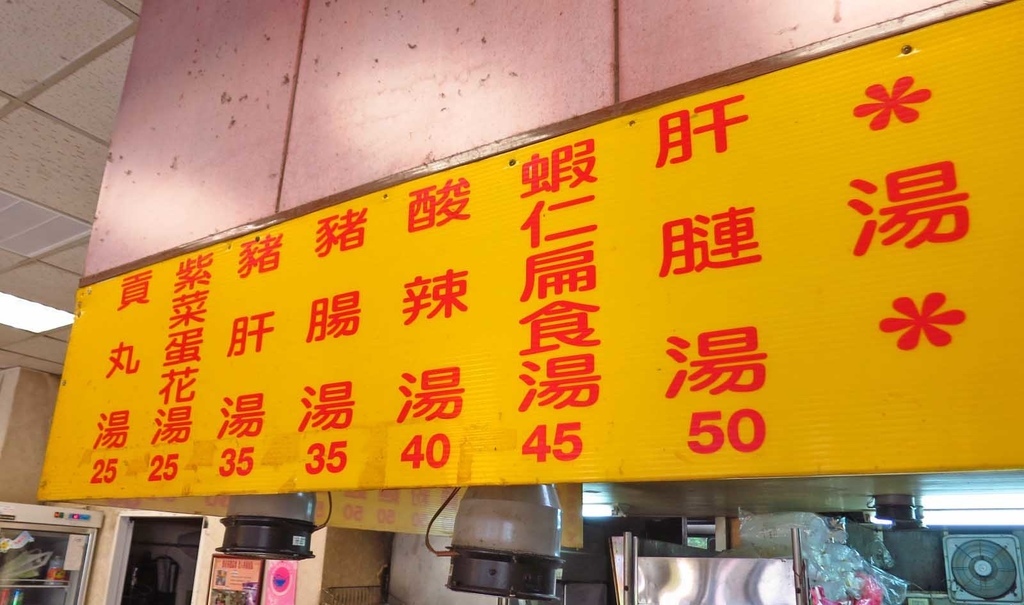 *湯*
肝腱湯 50
蝦仁扁食湯 45
酸辣湯 40
豬腸湯 35
豬肝湯 35
紫菜蛋花湯 25
貢丸湯 25